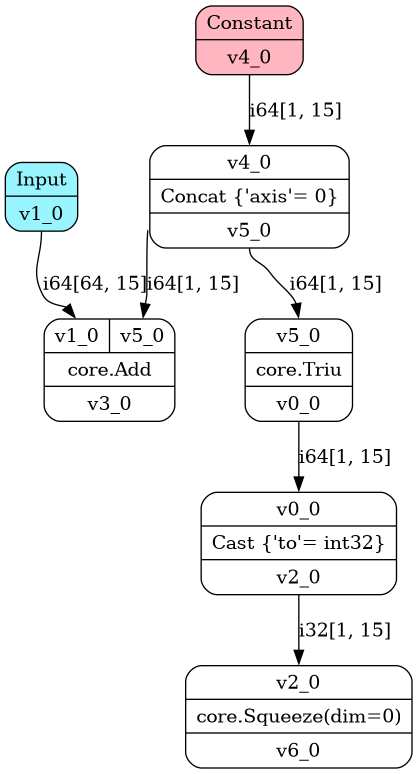 Constant
v4_0
i64[1, 15]
Input
v1_0
v4_0
Concat {'axis'= 0}
v5_0
i64[64, 15]
i64[1, 15]
i64[1, 15]
v1_0 v5_0
core.Add
v3_0
v5_0
core.Triu
v0_0
i64[1, 15]
v0_0
Cast {'to'= int32}
v2_0
i32[1, 15]
v2_0
core.Squeeze(dim=0)
v6_0